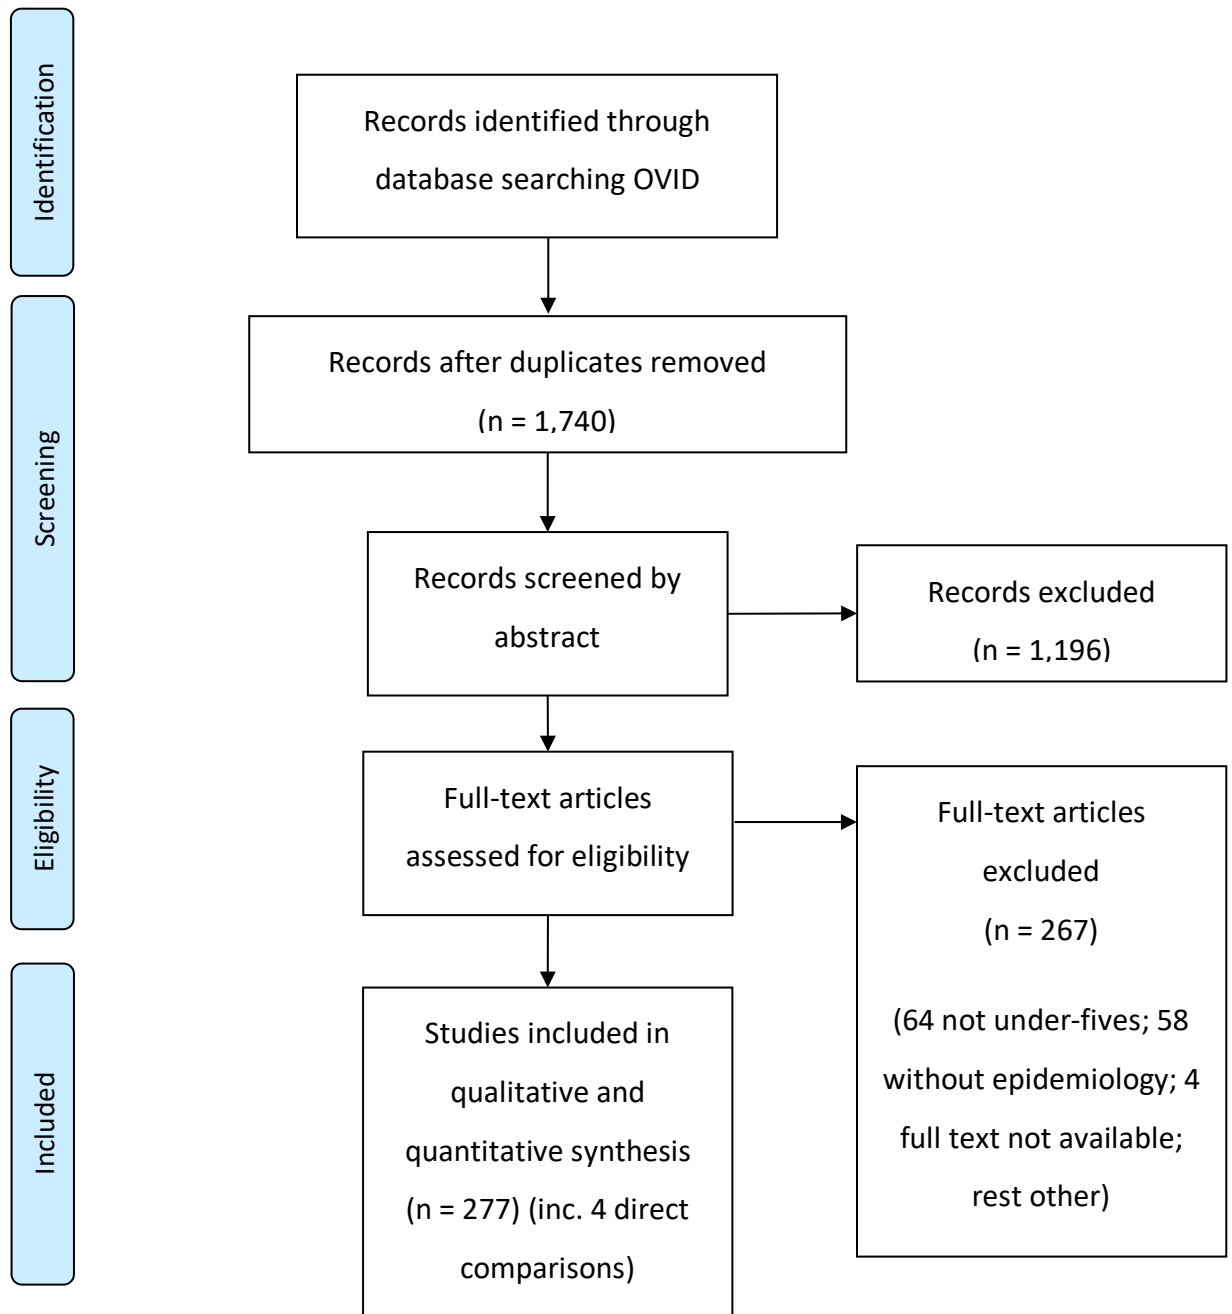 Identification
Records identified through
database searching OVID
Screening
Records after duplicates removed
(n = 1,740)
Records screened by
abstract
Records excluded
(n = 1,196)
Eligibility
Full-text articles
assessed for eligibility
Full-text articles
excluded
(n = 267)
(64 not under-fives; 58
without epidemiology; 4
full text not available;
rest other)
Included
Studies included in
qualitative and
quantitative synthesis
(n = 277) (inc. 4 direct
comparisons)